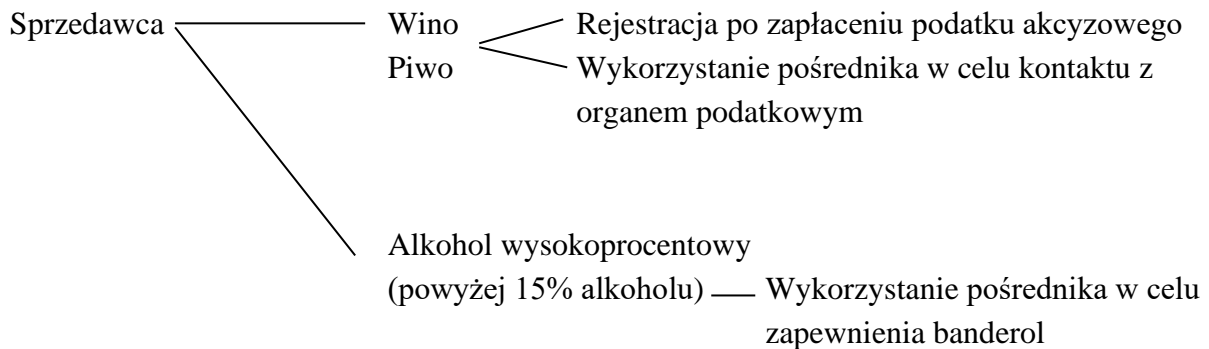 Sprzedawca
Wino
Rejestracja po zapłaceniu podatku akcyzowego
Piwo
Wykorzystanie pośrednika w celu kontaktu z
organem podatkowym
Alkohol wysokoprocentowy
(powyżej 15% alkoholu)
Wykorzystanie pośrednika w celu
zapewnienia banderol